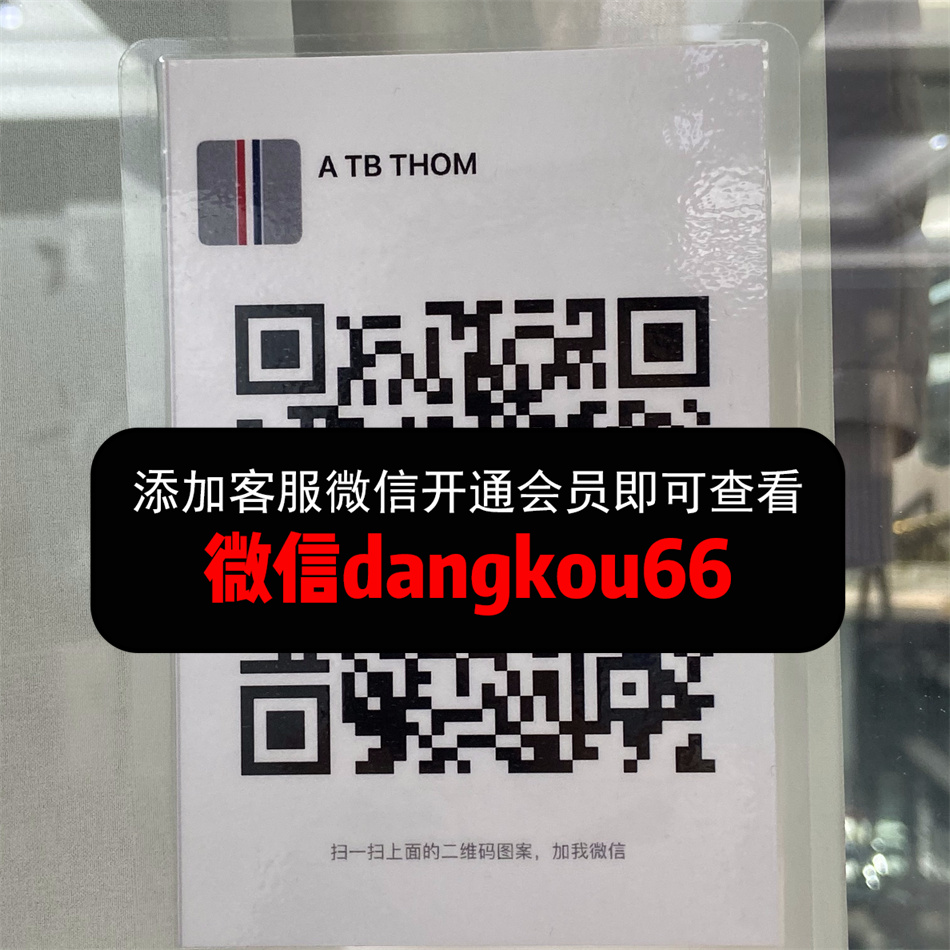 A TB THOM
添加客服微信开通会员即可查看
微信dangkou66
扫一扫上面的二维码图案，加我微信